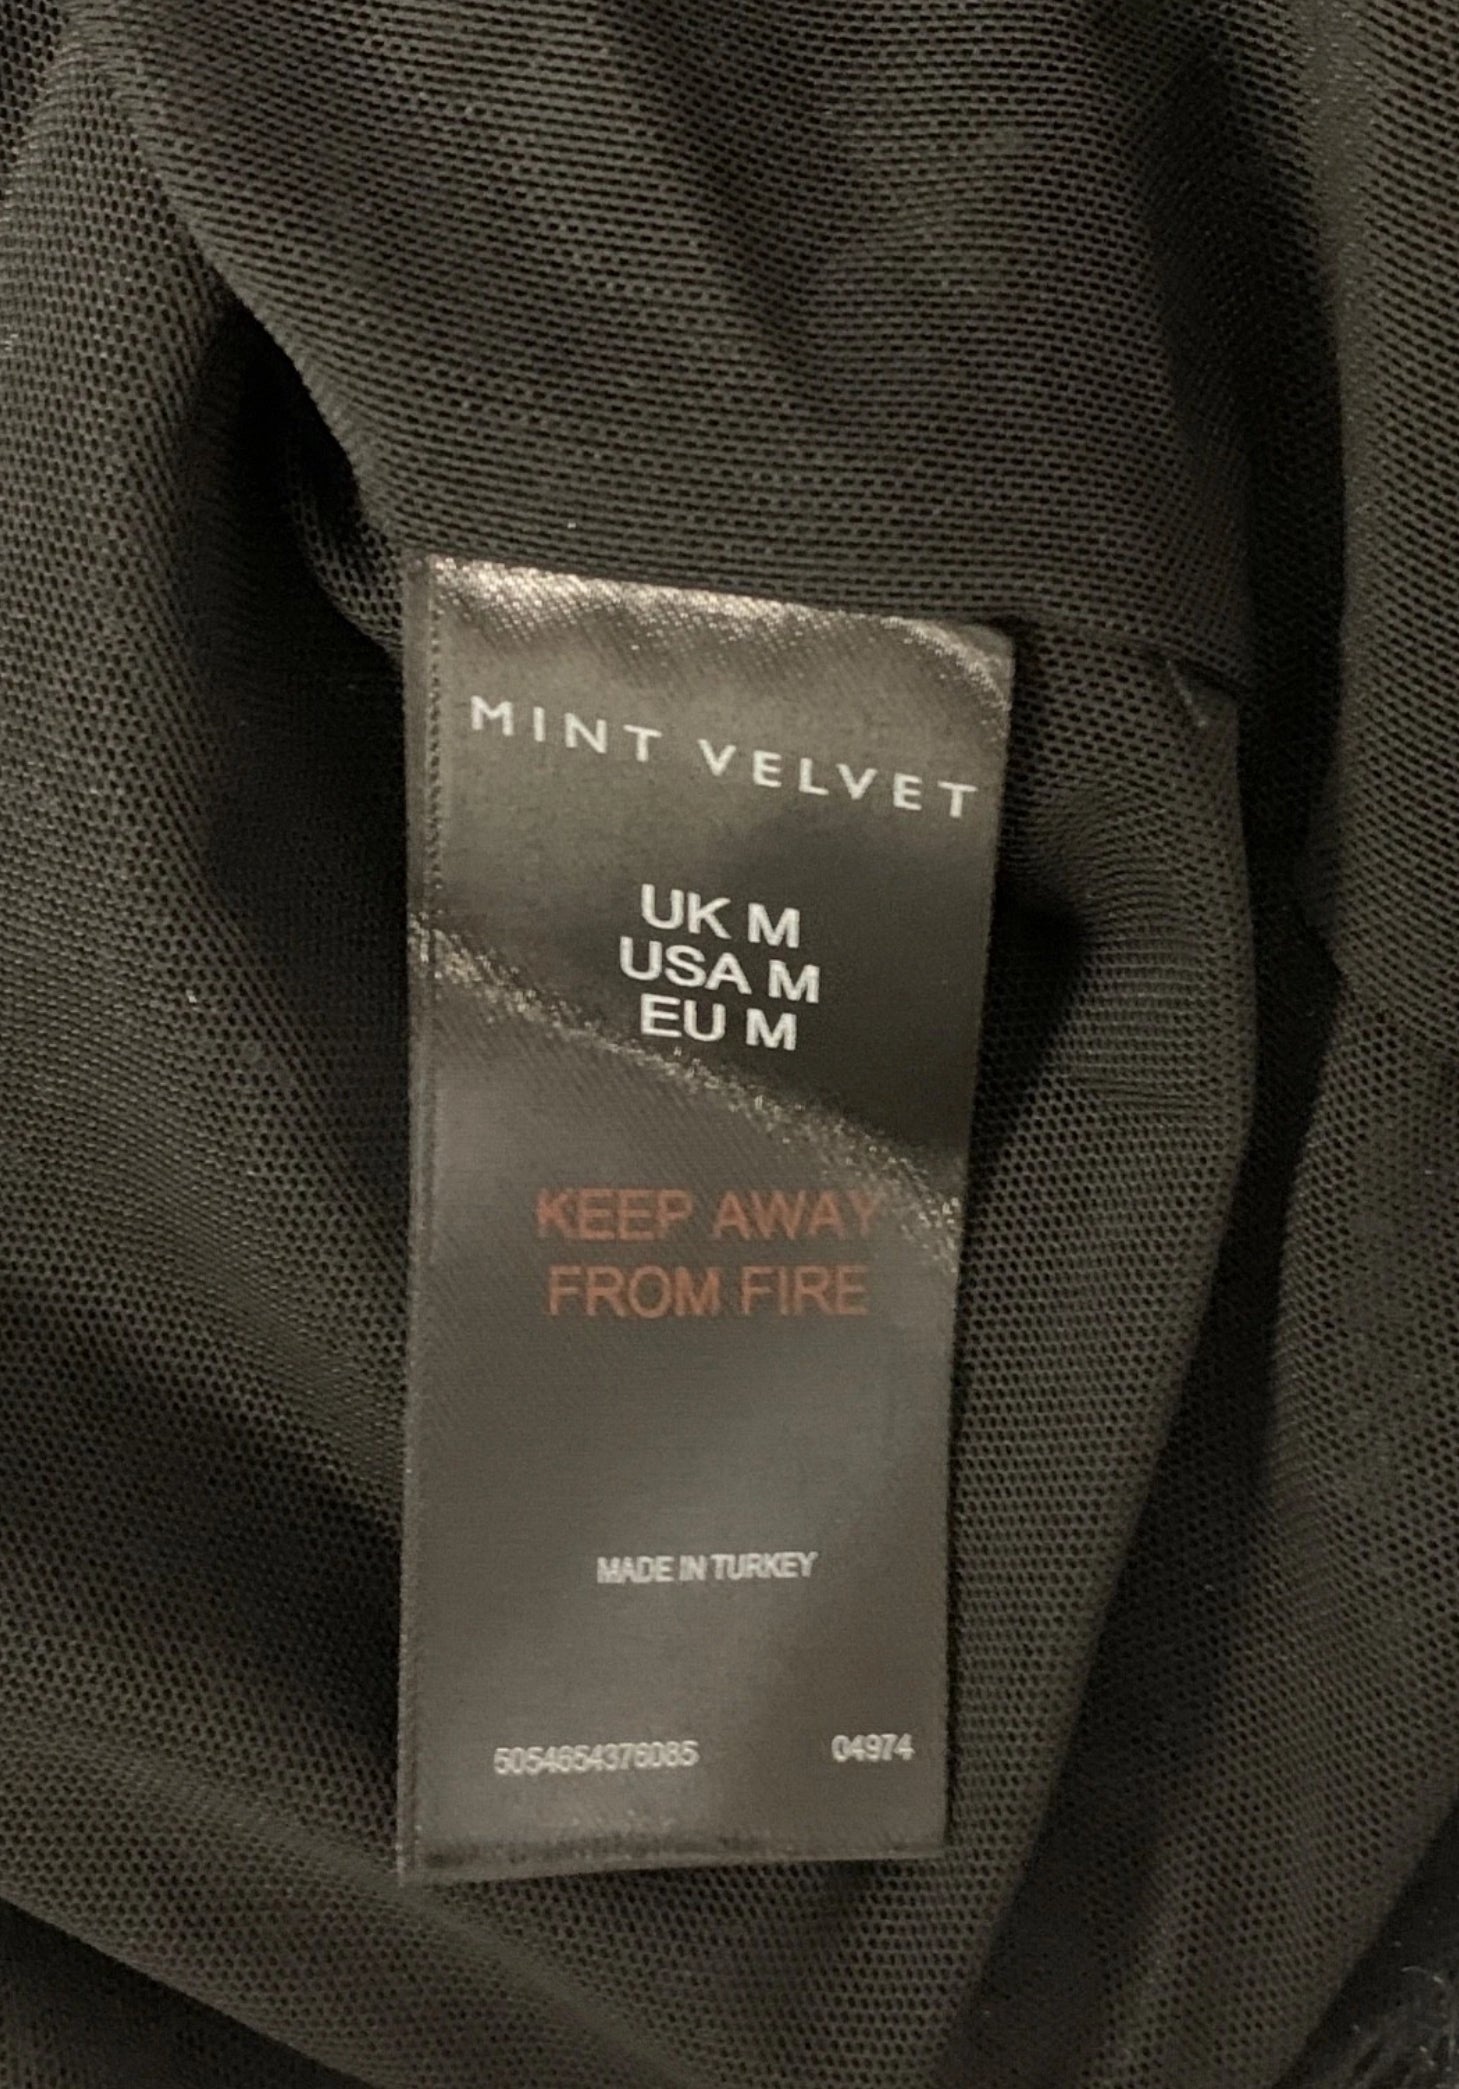 MINT VELVET
UK M
USA M
EU M
KEEP AWAY
FROM FIRE
MADE IN TURKEY
5054654376085 04974